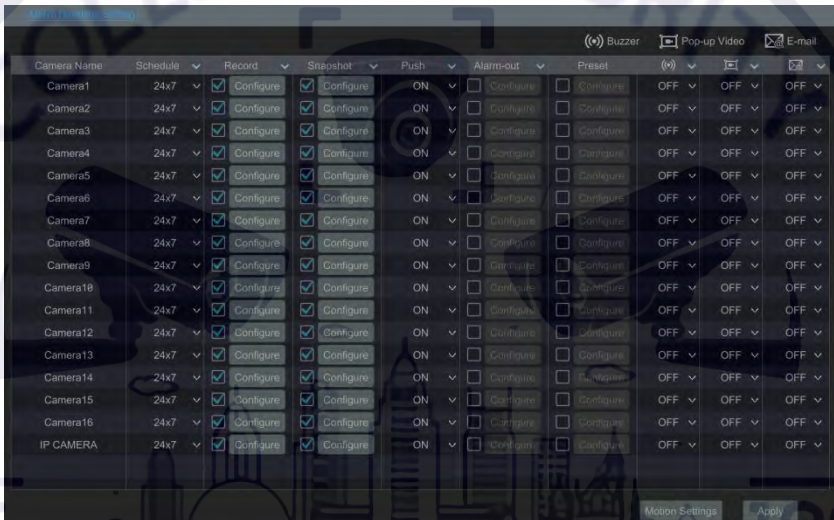 Buzzer Pop-up Video E-mail
Camera Name Schedule Record Snapshot Push Alarm-out Preset
Camera1 24x7 Configure Configure ON Configure Configure OFF OFF OFF
Camera2 24x7 Configure Configure ON Configure Configure OFF OFF OFF
Camera3 24x7 Configure Configure ON Configure Configure OFF OFF OFF
Camera4 24x7 Configure Configure ON Configure Configure OFF OFF OFF
Camera5 24x7 Configure Configure ON Configure Configure OFF OFF OFF
Camera6 24x7 Configure Configure ON Configure Configure OFF OFF OFF
Camera7 24x7 Configure Configure ON Configure Configure OFF OFF OFF
Camera8 24x7 Configure Configure ON Configure Configure OFF OFF OFF
Camera9 24x7 Configure Configure ON Configure Configure OFF OFF OFF
Camera10 24x7 Configure Configure ON Configure Configure OFF OFF OFF
Camera11 24x7 Configure Configure ON Configure Configure OFF OFF OFF
Camera12 24x7 Configure Configure ON Configure Configure OFF OFF OFF
Camera13 24x7 Configure Configure ON Configure Configure OFF OFF OFF
Camera14 24x7 Configure Configure ON Configure Configure OFF OFF OFF
Camera15 24x7 Configure Configure ON Configure Configure OFF OFF OFF
Camera16 24x7 Configure Configure ON Configure Configure OFF OFF OFF
IP CAMERA 24x7 Configure Configure ON Configure Configure OFF OFF OFF
Motion Settings Apply